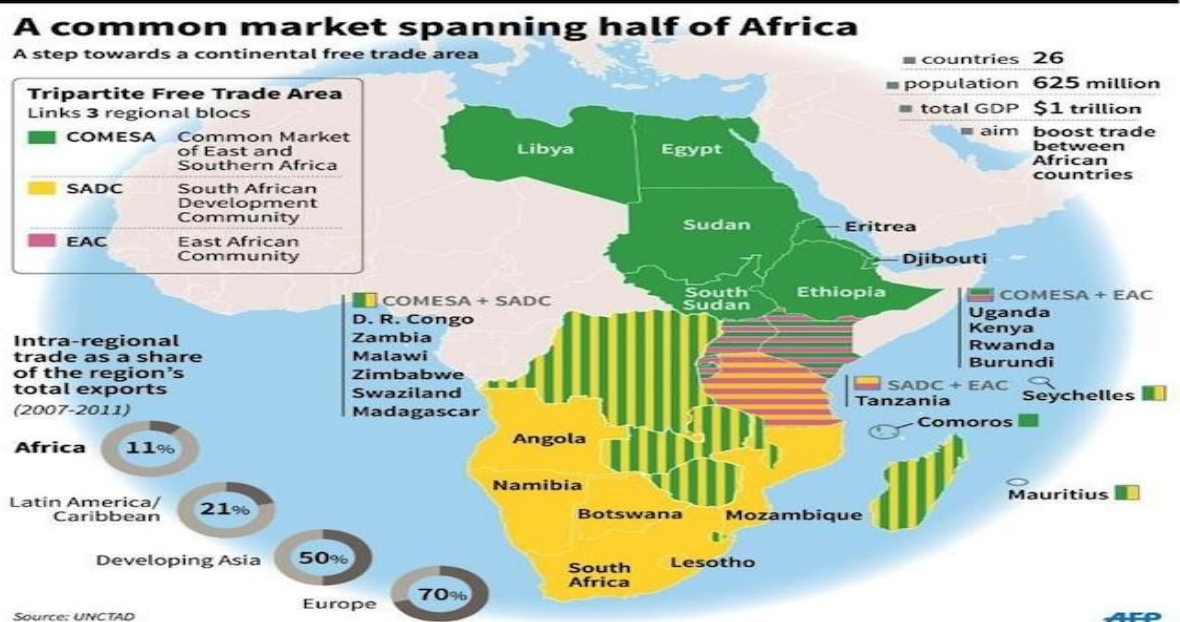 A common market spanning half of Africa
A step towards a continental free trade area
countries 26
population 625 million
total GDP $1 trillion
aim boost trade
between
African
countries
Tripartite Free Trade Area
Links 3 regional blocs
COMESA Common Market
of East and
Southern Africa
SADC South African
Development
Community
EAC East African
Community
Libya
Egypt
Sudan
Eritrea
Djibouti
South
Sudan
Ethiopia
COMESA + SADC
D. R. Congo
Zambia
Malawi
Zimbabwe
Swaziland
Madagascar
COMESA + EAC
Uganda
Kenya
Rwanda
Burundi
SADC + EAC
Tanzania
Seychelles
Comoros
Mauritius
Angola
Namibia
Botswana
Mozambique
South
Africa
Lesotho
Intra-regional
trade as a share
of the region's
total exports
(2007-2011)
Africa 11%
Latin America/
Caribbean 21%
Developing Asia 50%
Europe 70%
Source: UNCTAD
AFP